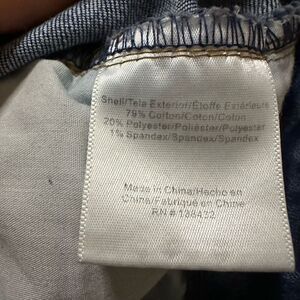 Shell/Tela Exterior/Étoffe Extérieure
79% Cotton/Coton/Coton
20% Polyester/Poliéster/Polyester
1% Spandex/Spandex/Spandex
Made in China/Hecho en
China/Fabriqué en Chine
RN# 138432